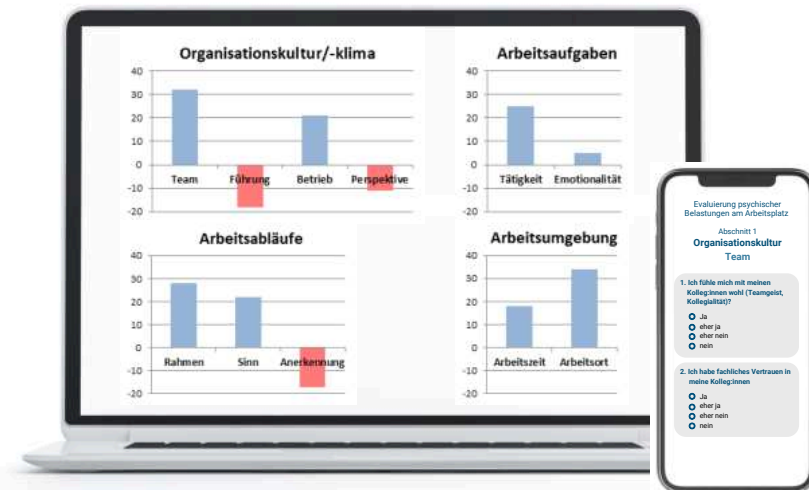 Organisationskultur/-klima
40
30
20
10
0
-10
-20
Team Führung Betrieb Perspektive
Arbeitsaufgaben
40
30
20
10
0
-10
-20
Tätigkeit Emotionalität
Arbeitsabläufe
40
30
20
10
0
-10
-20
Rahmen Sinn Anerkennung
Arbeitsumgebung
40
30
20
10
0
-10
-20
Arbeitszeit Arbeitsort
Evaluierung psychischer
Belastungen am Arbeitsplatz
Abschnitt 1
Organisationskultur
Team
1. Ich fühle mich mit meinen
Kolleg:innen wohl (Teamgeist,
Kollegialität)?
Ja
eher ja
eher nein
nein
2. Ich habe fachliches Vertrauen in
meine Kolleg:innen
Ja
eher ja
eher nein
nein